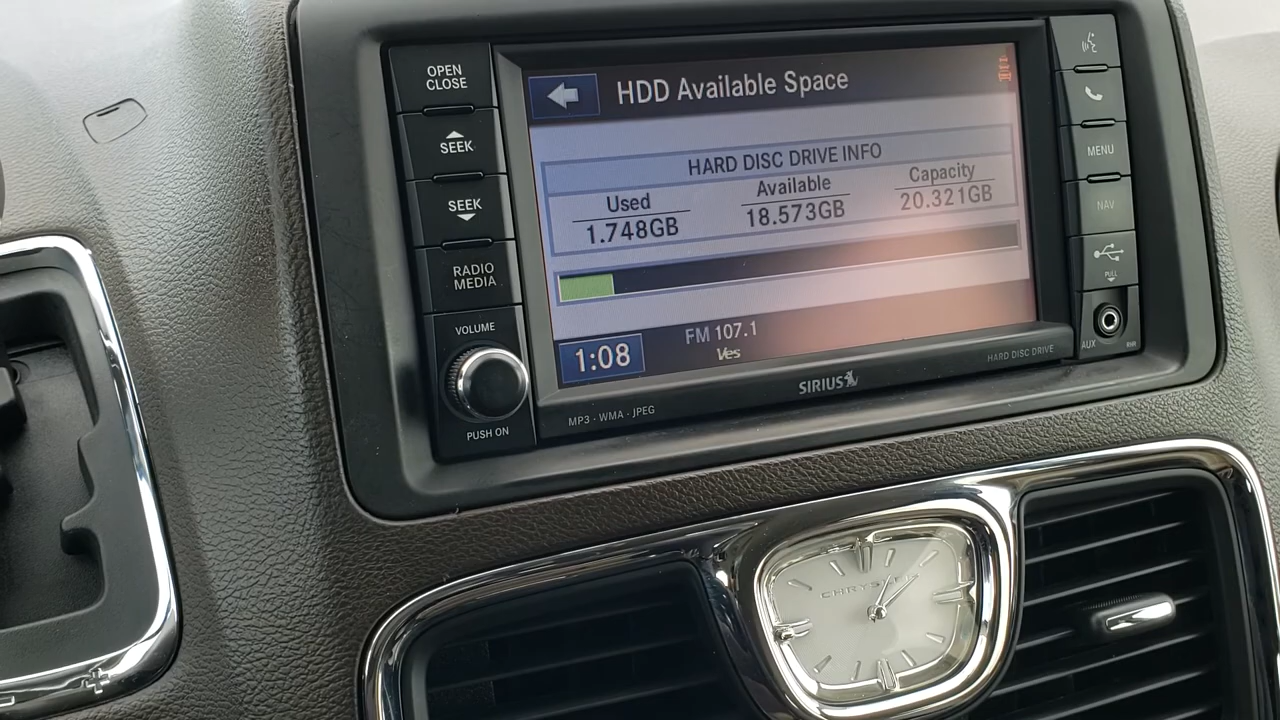 OPEN
CLOSE
SEEK
SEEK
RADIO
MEDIA
VOLUME
PUSH ON
HDD Available Space
HARD DISC DRIVE INFO
Used
Available
Capacity
1.748GB
18.573GB
20.321GB
1:08
FM 107.1
Ves
MP3 · WMA · JPEG
SIRIUS
HARD DISC DRIVE
MENU
NAV
PULL
AUX
CHRYSLER